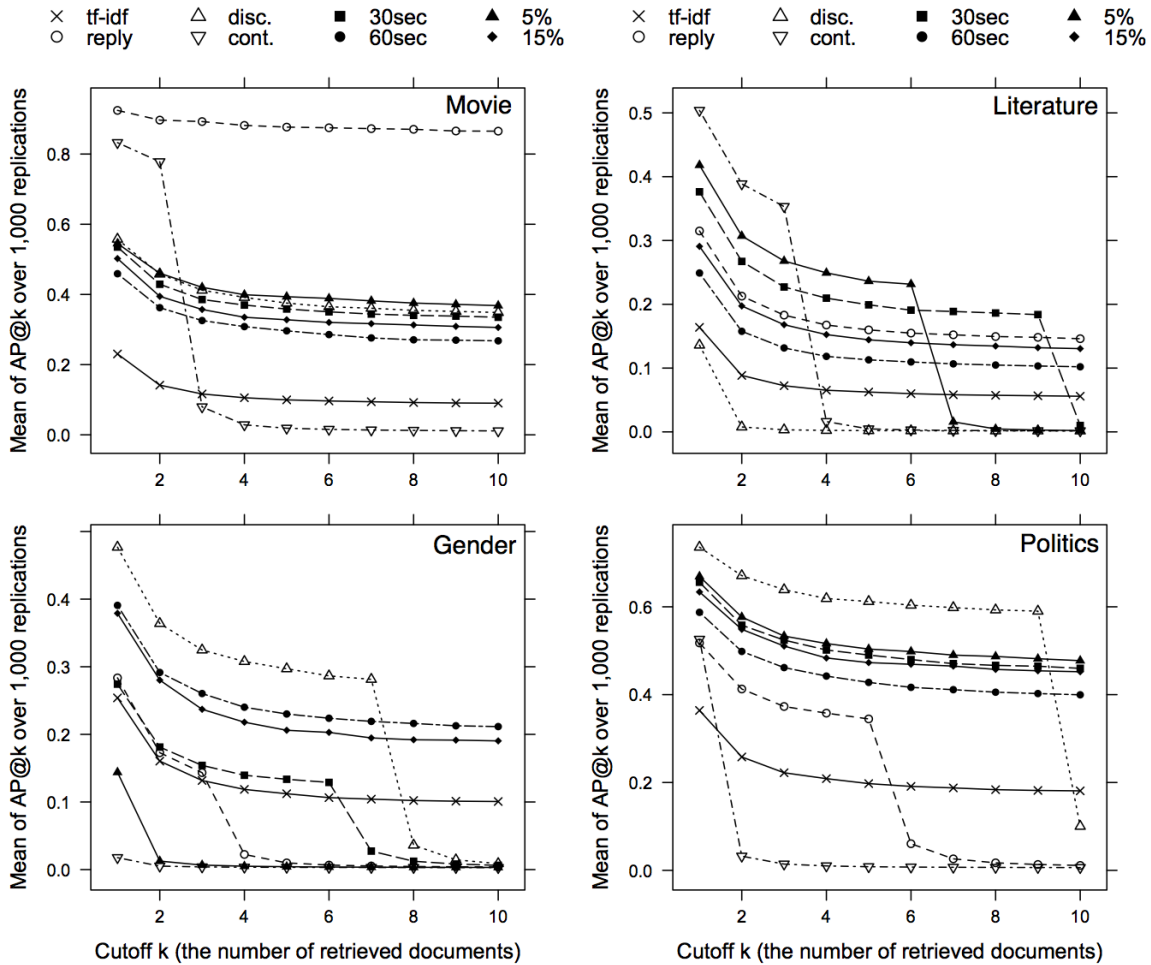 tf-idf disc. 30sec 5%
reply cont. 60sec 15%
tf-idf disc. 30sec 5%
reply cont. 60sec 15%
Movie
Mean of AP@k over 1,000 replications
0.8
0.6
0.4
0.2
0.0
2 4 6 8 10
Literature
Mean of AP@k over 1,000 replications
0.5
0.4
0.3
0.2
0.1
0.0
2 4 6 8 10
Gender
Mean of AP@k over 1,000 replications
0.4
0.3
0.2
0.1
0.0
2 4 6 8 10
Cutoff k (the number of retrieved documents)
Politics
Mean of AP@k over 1,000 replications
0.6
0.4
0.2
0.0
2 4 6 8 10
Cutoff k (the number of retrieved documents)